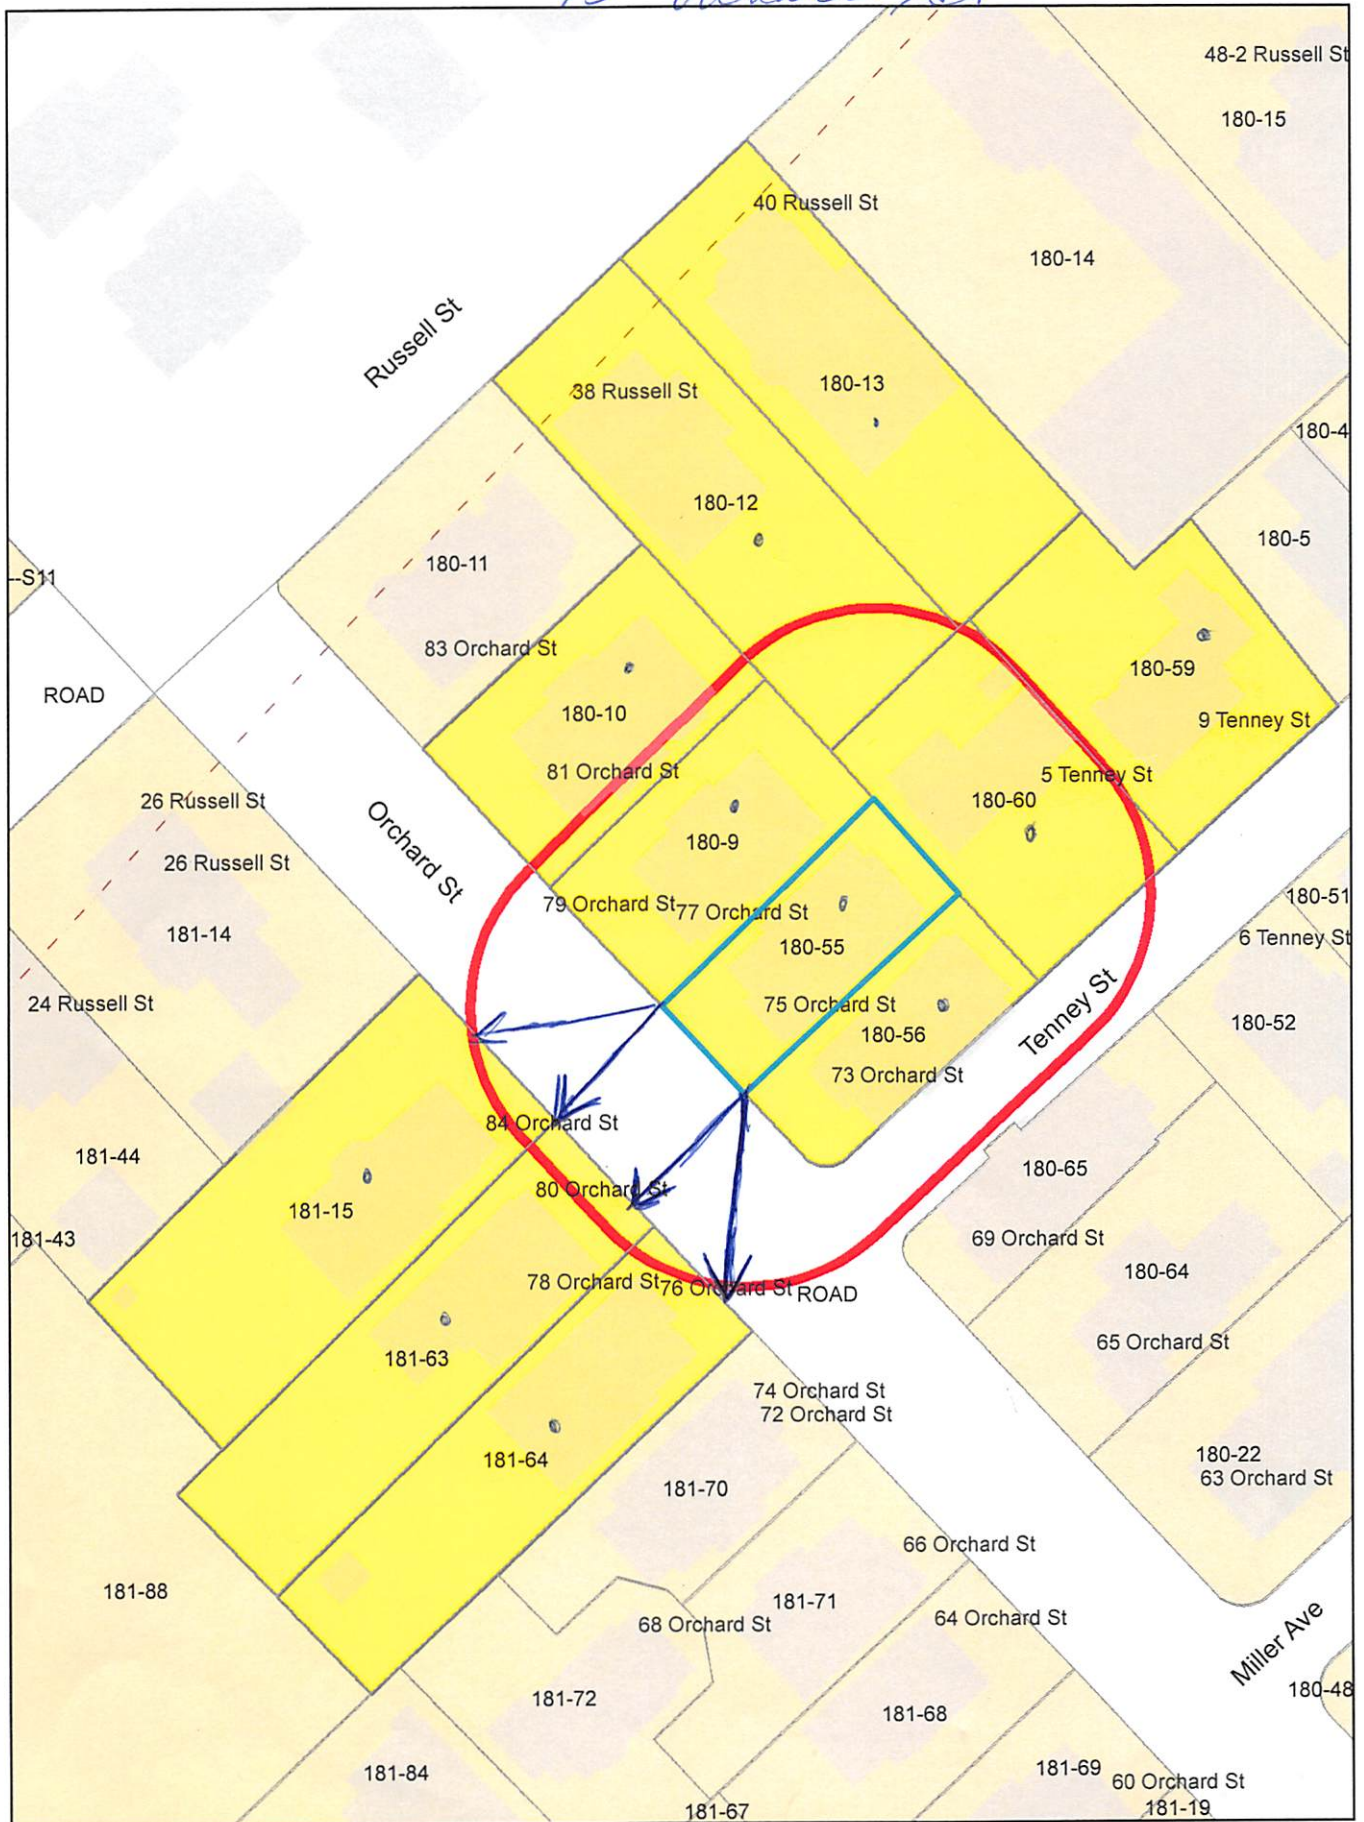 48-2 Russell St
180-15
40 Russell St
180-14
Russell St
38 Russell St
180-13
180-4
180-12
180-5
180-11
--S11
83 Orchard St
180-59
ROAD
180-10
9 Tenney St
81 Orchard St
5 Tenney St
26 Russell St
180-60
Orchard St
180-9
26 Russell St
180-51
79 Orchard St
77 Orchard St
181-14
180-55
6 Tenney St
24 Russell St
75 Orchard St
Tenney St
180-52
180-56
73 Orchard St
84 Orchard St
181-44
180-65
80 Orchard St
181-15
181-43
69 Orchard St
180-64
78 Orchard St
76 Orchard St
ROAD
65 Orchard St
181-63
74 Orchard St
72 Orchard St
180-22
181-64
63 Orchard St
181-70
66 Orchard St
181-88
181-71
64 Orchard St
68 Orchard St
Miller Ave
180-48
181-72
181-68
181-84
181-69
60 Orchard St
181-67
181-19